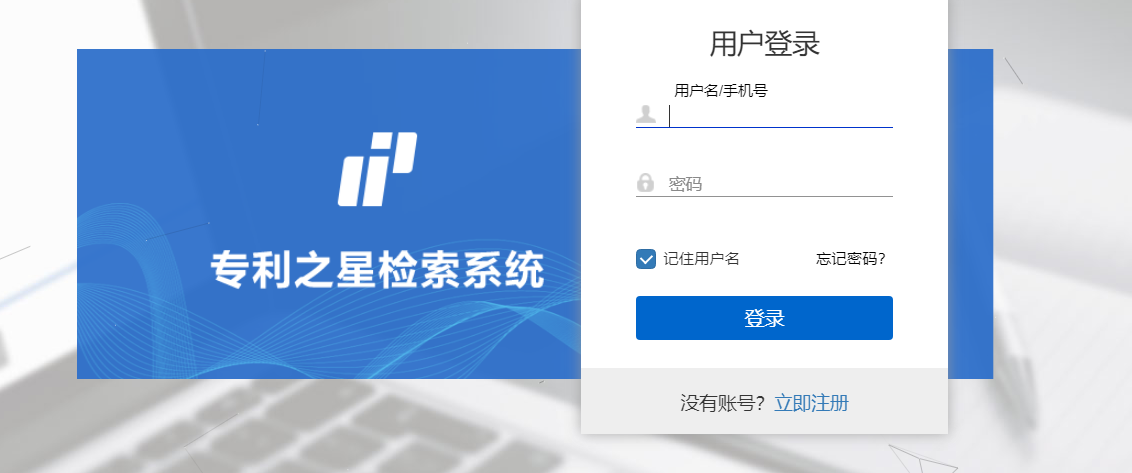 用户登录
用户名/手机号
专利之星检索系统
密码
记住用户名
忘记密码?
登录
没有账号? 立即注册